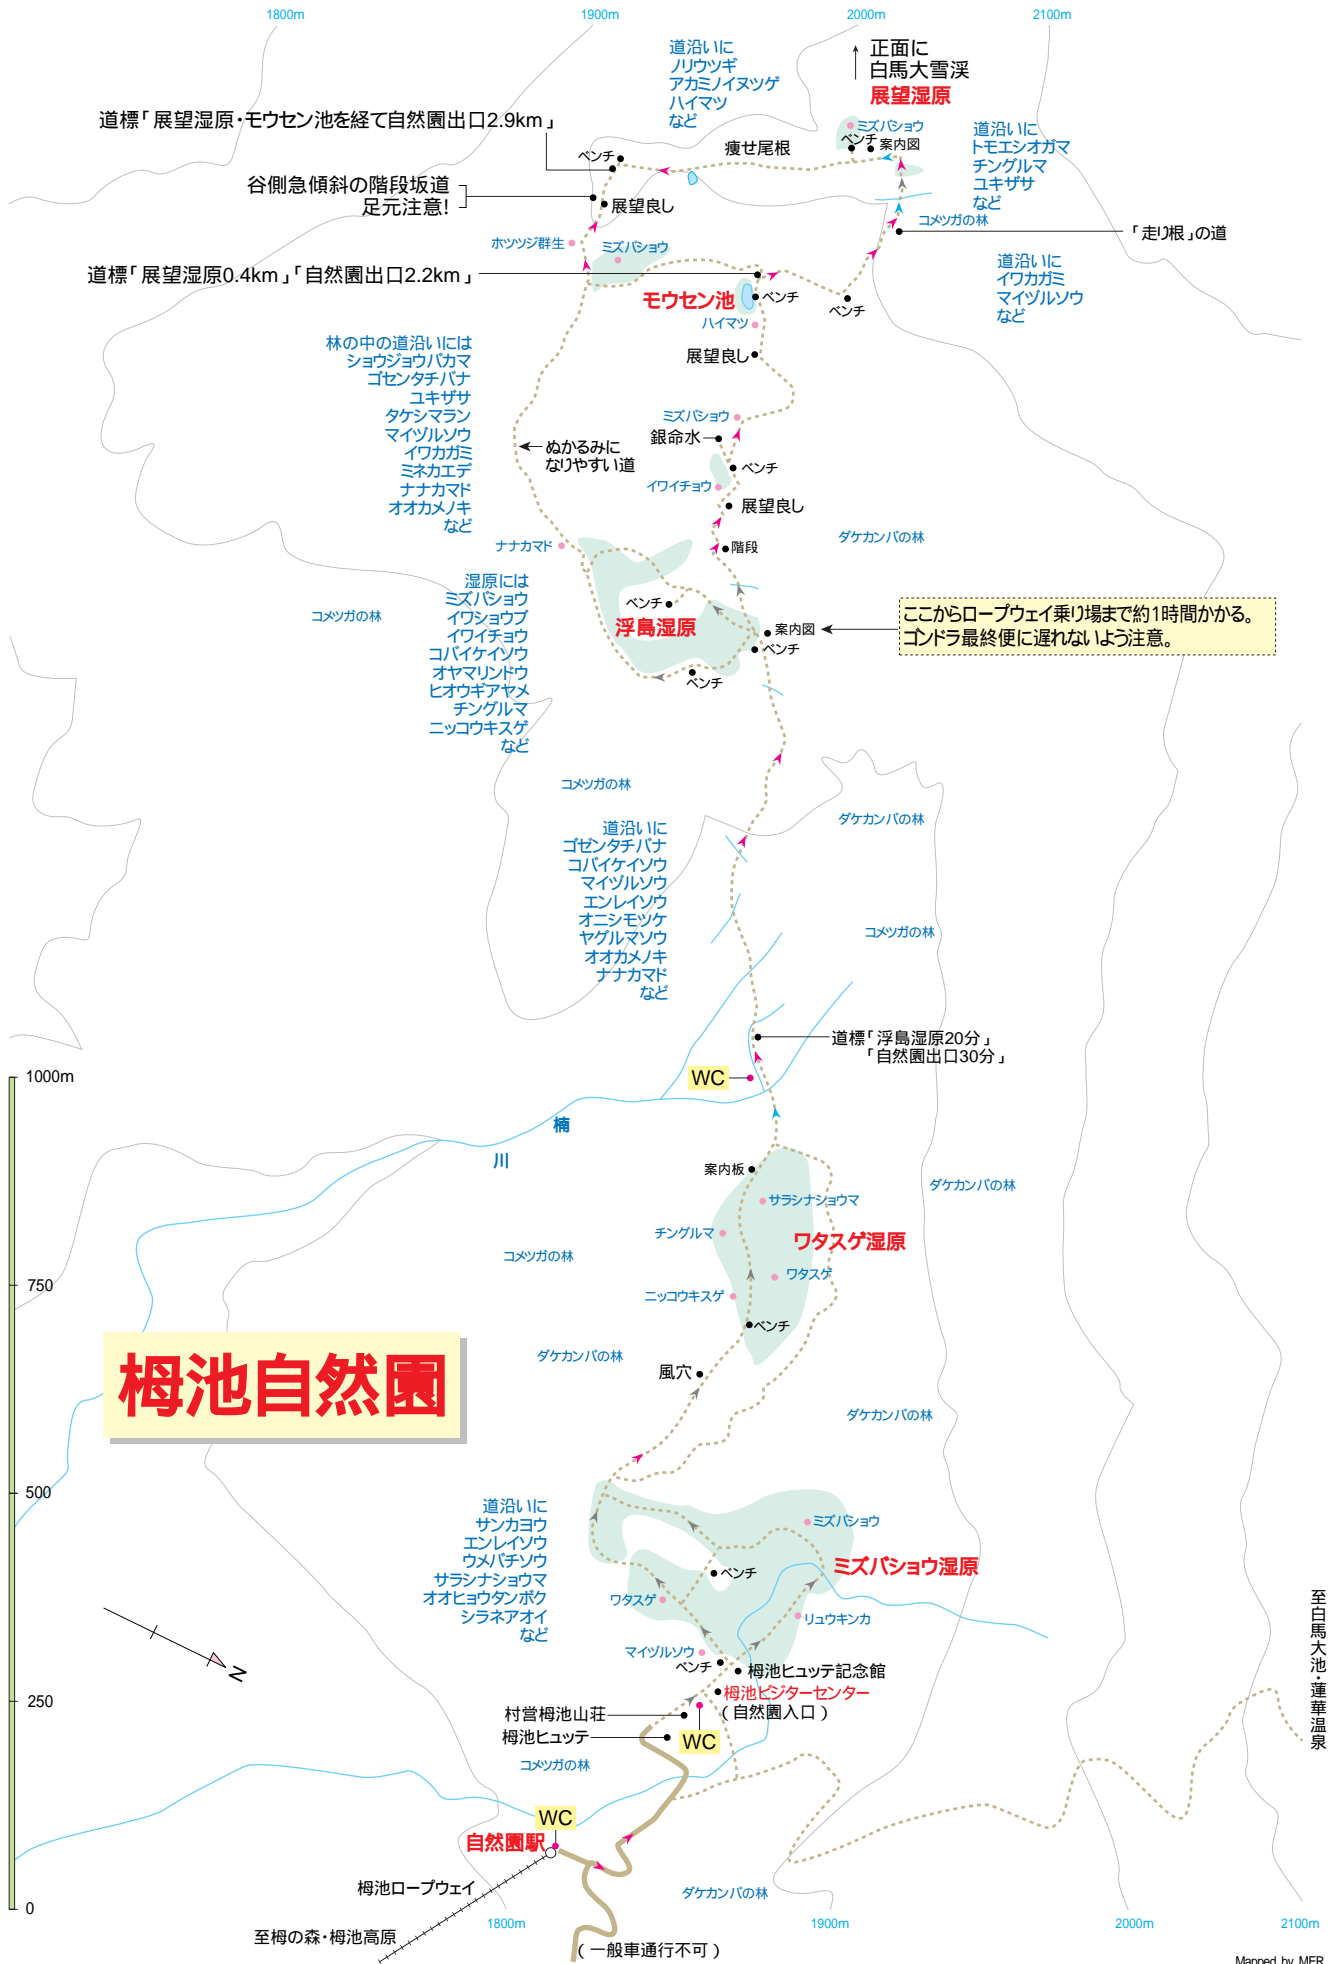 1800m
1900m
2000m
2100m
道沿いに
ノリウツギ
アカミノイヌツゲ
ハイマツ
など
正面に
白馬大雪渓
展望湿原
道標「展望湿原・モウセン池を経て自然園出口2.9km」
ミズバショウ
ベンチ
案内図
痩せ尾根
ベンチ
道沿いに
トモエシオガマ
チングルマ
ユキザサ
など
谷側急傾斜の階段坂道
足元注意!
展望良し
コメツガの林
「走り根」の道
ホツツジ群生
ミズバショウ
道標「展望湿原0.4km」「自然園出口2.2km」
道沿いに
イワカガミ
マイヅルソウ
など
モウセン池
ベンチ
ベンチ
ハイマツ
展望良し
林の中の道沿いには
ショウジョウバカマ
ゴセンタチバナ
ユキザサ
タケシマラン
マイヅルソウ
イワカガミ
ミネカエデ
ナナカマド
オオカメノキ
など
ミズバショウ
銀命水
ぬかるみに
なりやすい道
ベンチ
イワイチョウ
展望良し
ナナカマド
階段
ダケカンバの林
湿原には
ミズバショウ
イワショウブ
イワイチョウ
コバイケイソウ
オヤマリンドウ
ヒオウギアヤメ
チングルマ
ニッコウキスゲ
など
コメツガの林
ベンチ
浮島湿原
案内図
ベンチ
ベンチ
ここからロープウェイ乗り場まで約1時間かかる。
ゴンドラ最終便に遅れないよう注意。
コメツガの林
ダケカンバの林
道沿いに
ゴゼンタチバナ
コバイケイソウ
マイヅルソウ
エンレイソウ
オニシモツケ
ヤグルマソウ
オオカメノキ
ナナカマド
など
コメツガの林
道標「浮島湿原20分」
「自然園出口30分」
WC
1000m
楠
川
案内板
サラシナショウマ
ダケカンバの林
チングルマ
ワタスゲ湿原
コメツガの林
ワタスゲ
ニッコウキスゲ
750
ベンチ
栂池自然園
ダケカンバの林
風穴
ダケカンバの林
500
道沿いに
サンカヨウ
エンレイソウ
ウメバチソウ
サラシナショウマ
オオヒョウタンボク
シラネアオイ
など
ミズバショウ
ミズバショウ湿原
ベンチ
ワタスゲ
リュウキンカ
マイヅルソウ
ベンチ
栂池ヒュッテ記念館
栂池ビジターセンター
(自然園入口)
N
至白馬大池・蓮華温泉
250
村営栂池山荘
栂池ヒュッテ
WC
コメツガの林
WC
自然園駅
栂池ロープウェイ
ダケカンバの林
0
1800m
1900m
2000m
2100m
至栂の森・栂池高原
(一般車通行不可)
Mapped by MER